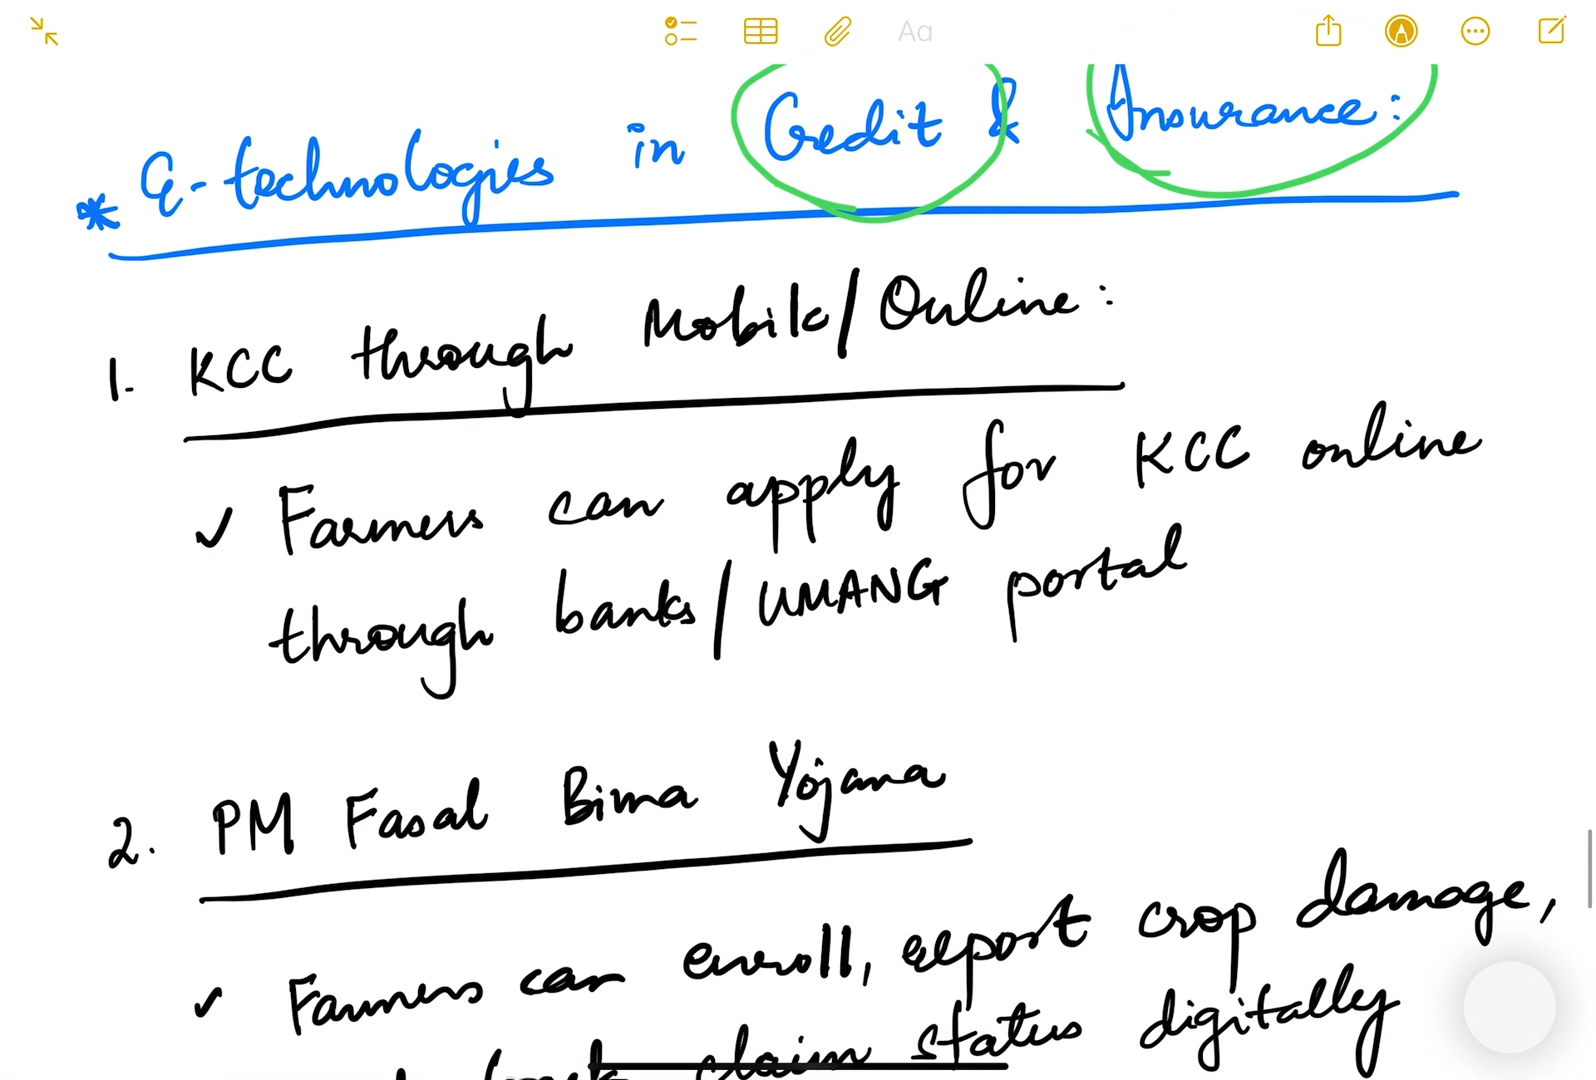 Aa
* E-technologies in Credit & Insurance:
1. KCC through Mobile/Online:
✓ Farmers can apply for KCC online
through banks/UMANG portal
2. PM Fasal Bima Yojana
✓ Farmers can enroll, report crop damage,
claim status digitally